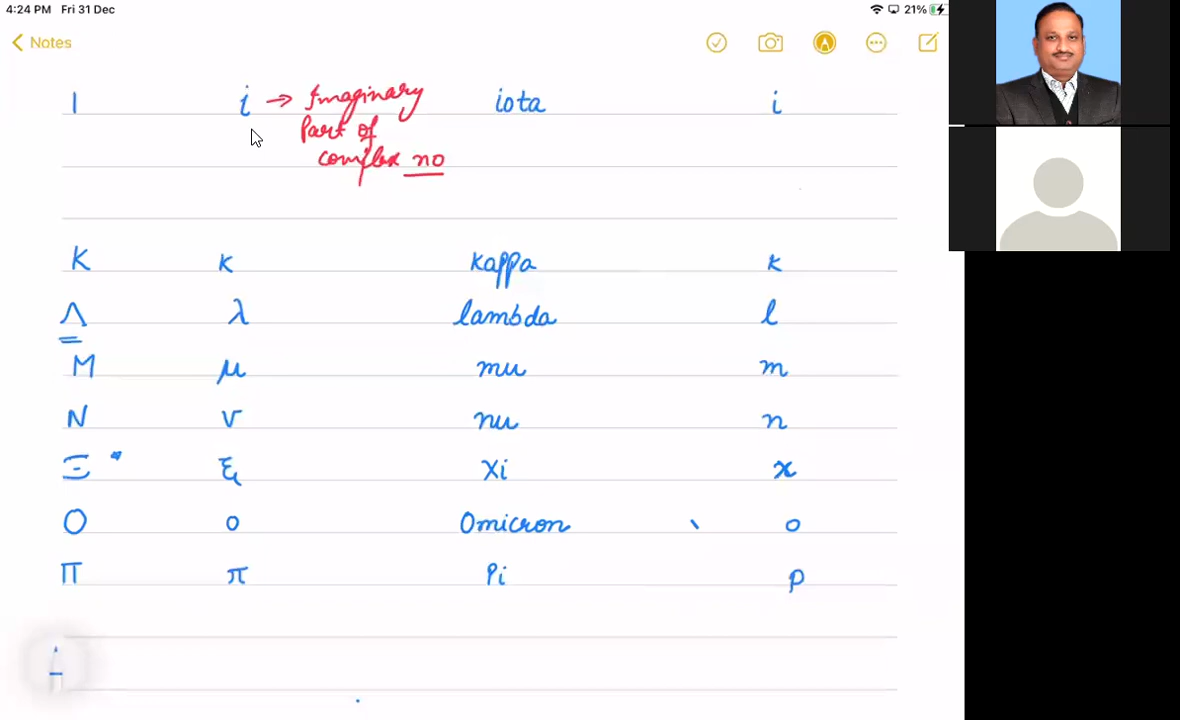 4:24 PM Fri 31 Dec 21%
Notes
I i → Imaginary iota i
Part of
complex no
K κ kappa k
Λ λ lambda l
M μ mu m
N ν nu n
Ξ ξ Xi x
O o Omicron o
Π π Pi p